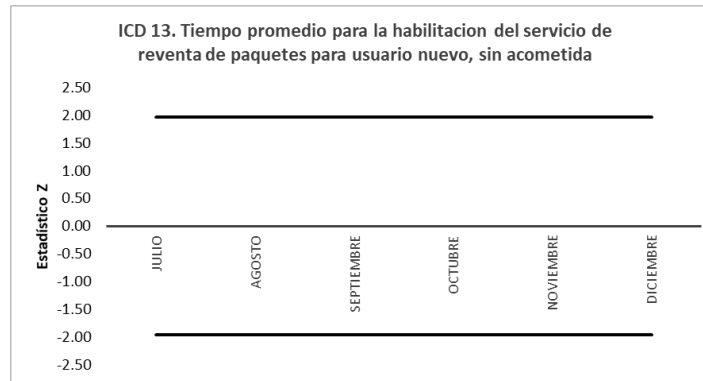 ICD 13. Tiempo promedio para la habilitacion del servicio de
reventa de paquetes para usuario nuevo, sin acometida
Estadístico Z
2.50
2.00
1.50
1.00
0.50
0.00
-0.50
-1.00
-1.50
-2.00
-2.50
JULIO
AGOSTO
SEPTIEMBRE
OCTUBRE
NOVIEMBRE
DICIEMBRE